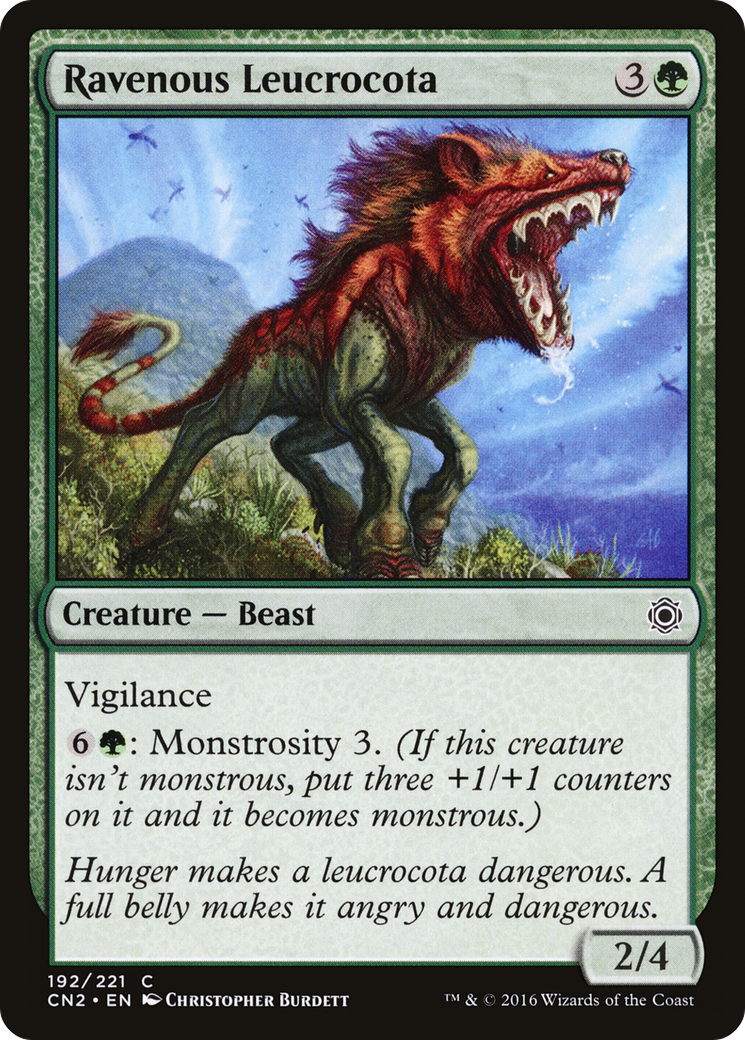 Ravenous Leucrocota 3
Creature — Beast
Vigilance
6 : Monstrosity 3. (If this creature
isn't monstrous, put three +1/+1 counters
on it and it becomes monstrous.)
Hunger makes a leucrocota dangerous. A
full belly makes it angry and dangerous.
2/4
192/221 C
CN2 • EN Christopher Burdett ™ & © 2016 Wizards of the Coast